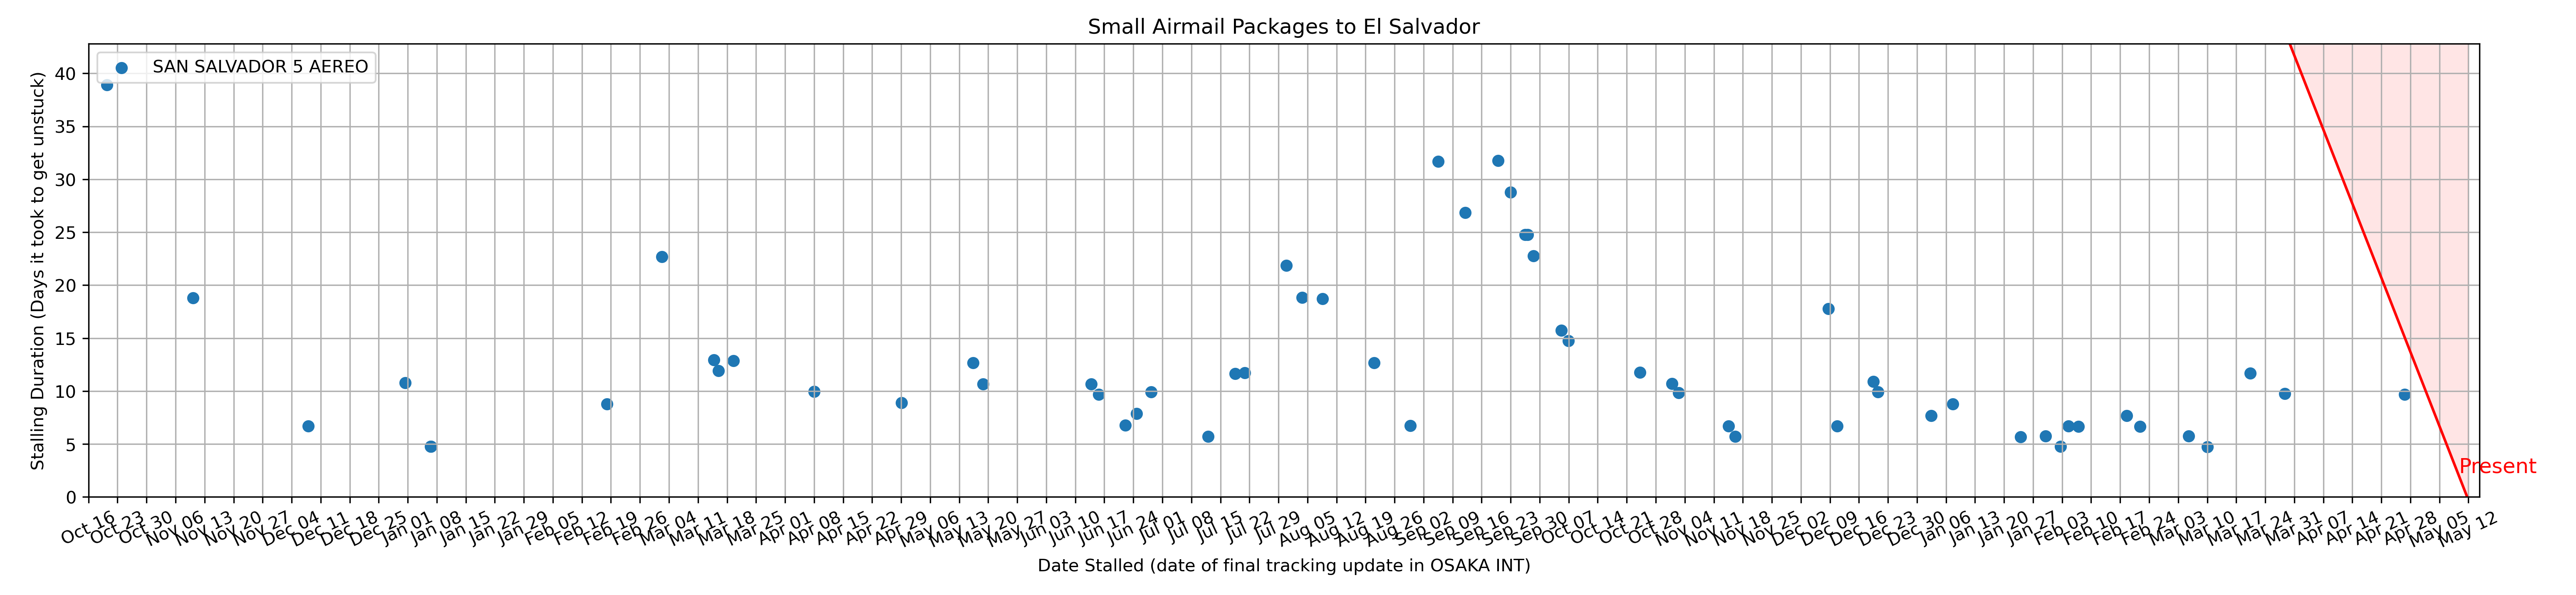 Small Airmail Packages to El Salvador
SAN SALVADOR 5 AEREO
Stalling Duration (Days it took to get unstuck)
40
35
30
25
20
15
10
5
0
Present
Oct 16
Oct 23
Oct 30
Nov 06
Nov 13
Nov 20
Nov 27
Dec 04
Dec 11
Dec 18
Dec 25
Jan 01
Jan 08
Jan 15
Jan 22
Jan 29
Feb 05
Feb 12
Feb 19
Feb 26
Mar 04
Mar 11
Mar 18
Mar 25
Apr 01
Apr 08
Apr 15
Apr 22
Apr 29
May 06
May 13
May 20
May 27
Jun 03
Jun 10
Jun 17
Jun 24
Jul 01
Jul 08
Jul 15
Jul 22
Jul 29
Aug 05
Aug 12
Aug 19
Aug 26
Sep 02
Sep 09
Sep 16
Sep 23
Sep 30
Oct 07
Oct 14
Oct 21
Oct 28
Nov 04
Nov 11
Nov 18
Nov 25
Dec 02
Dec 09
Dec 16
Dec 23
Dec 30
Jan 06
Jan 13
Jan 20
Jan 27
Feb 03
Feb 10
Feb 17
Feb 24
Mar 03
Mar 10
Mar 17
Mar 24
Mar 31
Apr 07
Apr 14
Apr 21
Apr 28
May 05
May 12
Date Stalled (date of final tracking update in OSAKA INT)